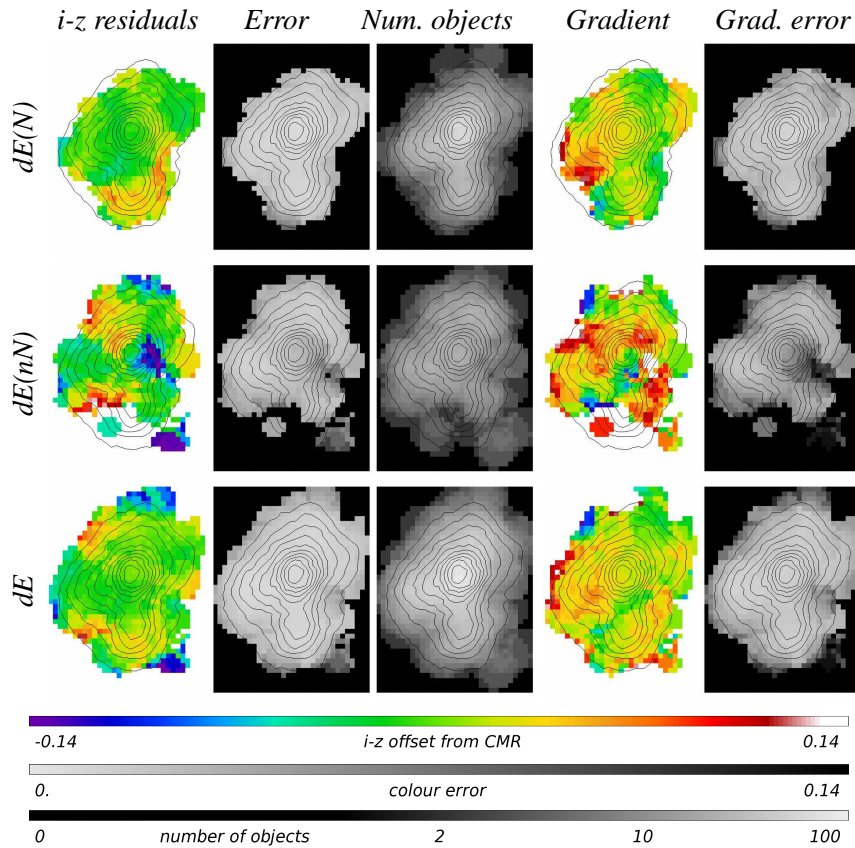 i-z residuals Error Num. objects Gradient Grad. error
dE(N)
dE(nN)
dE
-0.14 i-z offset from CMR 0.14
0. colour error 0.14
0 number of objects 2 10 100